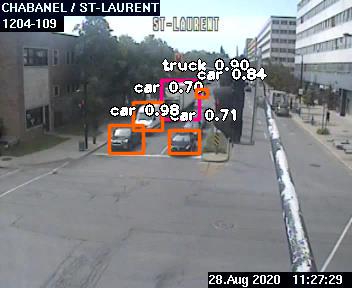 CHABANEL / ST-LAURENT
1204-109
ST-LAURENT
truck 0.90
car 0.84
car 0.70
car 0.98
car 0.71
28.Aug 2020 11:27:29